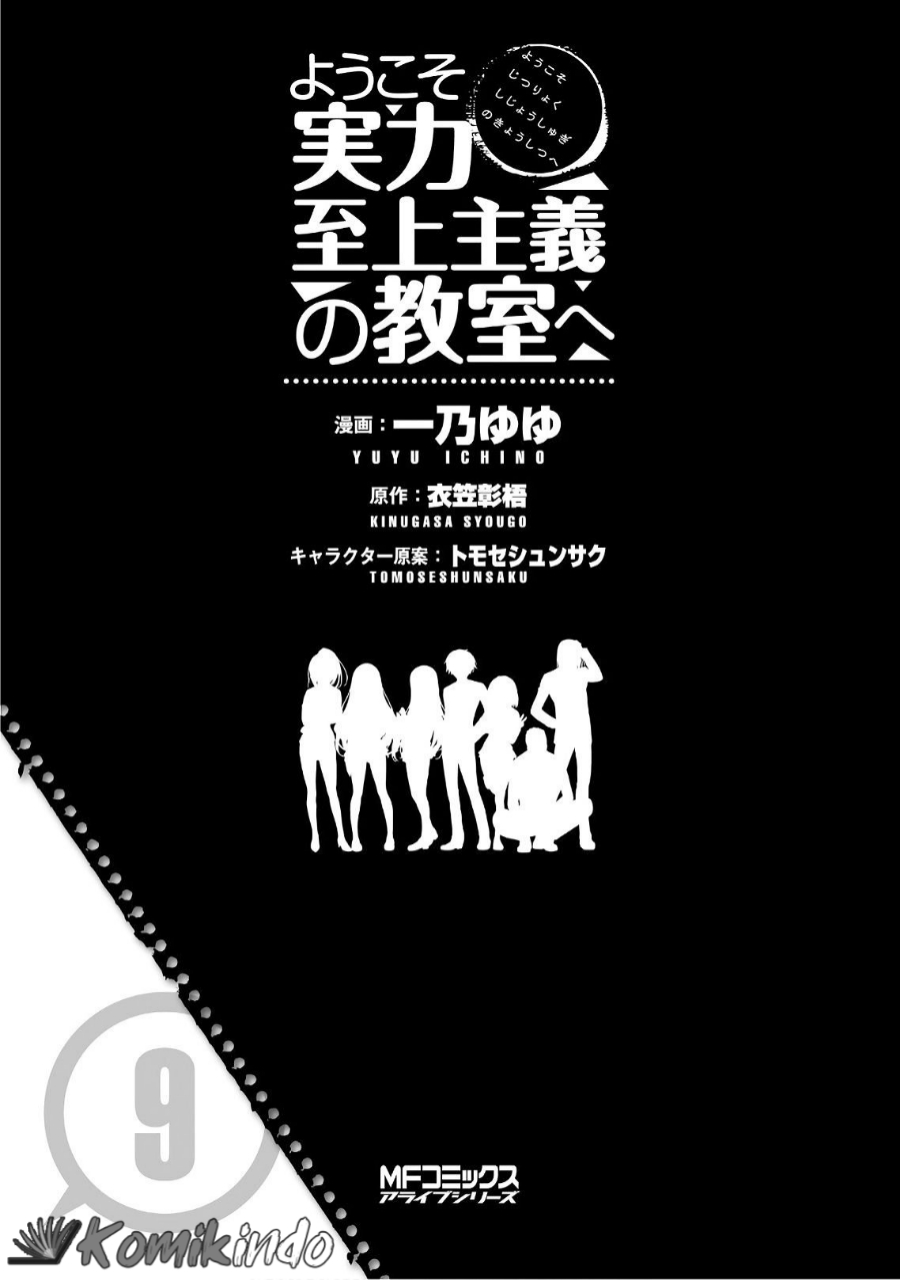 ようこそ
実力
至上主義
の教室へ
ようこそ
じつりょく
しじょうしゅぎ
のきょうしつへ
漫画：一乃ゆゆ
YUYU ICHINO
原作：衣笠彰梧
KINUGASA SYOUGO
キャラクター原案：トモセシュンサク
TOMOSESHUNSAKU
9
MFコミックス
アライブシリーズ
Komikindo